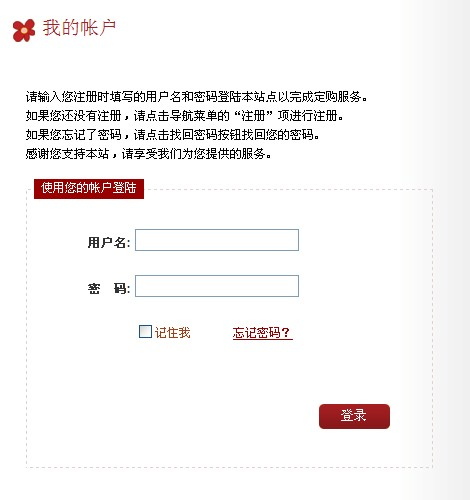 我的帐户
请输入您注册时填写的用户名和密码登陆本站点以完成定购服务。
如果您还没有注册，请点击导航菜单的“注册”项进行注册。
如果您忘记了密码，请点击找回密码按钮找回您的密码。
感谢您支持本站，请享受我们为您提供的服务。
使用您的帐户登陆
用户名:
密　码:
记住我 忘记密码？
登录